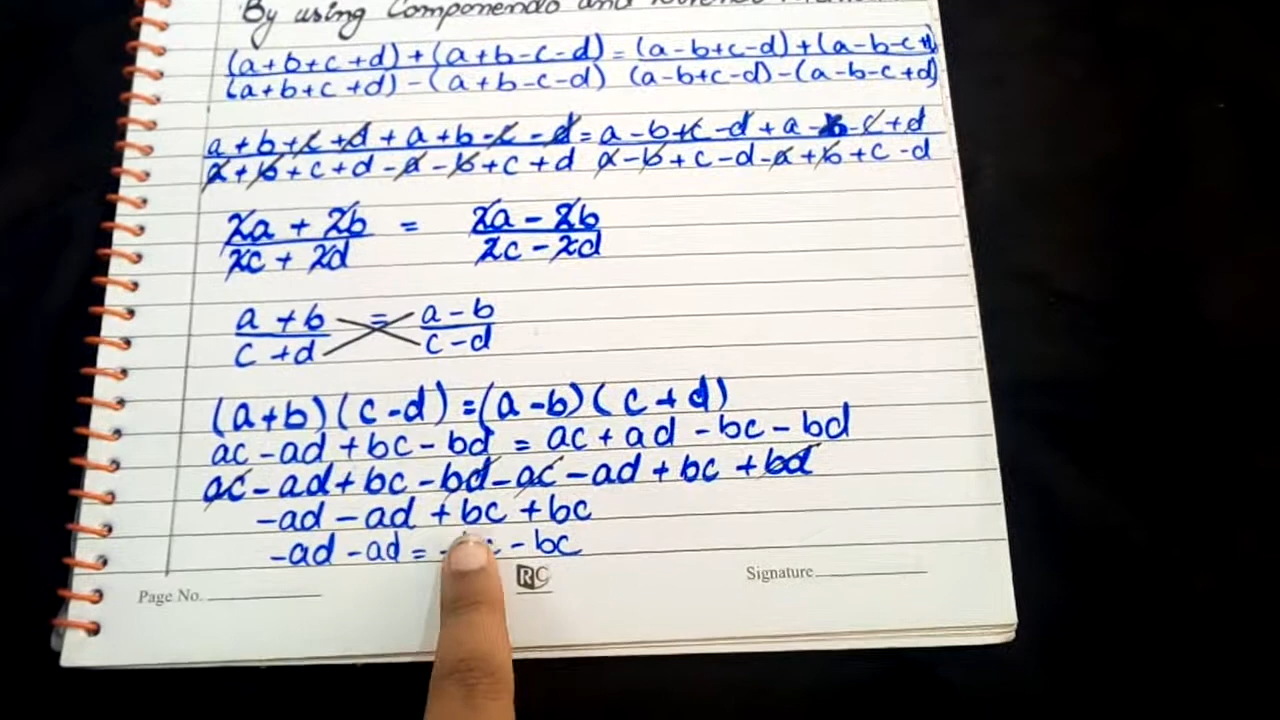 By using Componendo and
(a+b+c+d)+(a+b-c-d) = (a-b+c-d)+(a-b-c+d)
(a+b+c+d)-(a+b-c-d) (a-b+c-d)-(a-b-c+d)
a+b+c+d+a+b-c-d = a-b+c-d+a-b-c+d
a+b+c+d-a-b+c+d a-b+c-d-a+b+c-d
2a+2b = 2a-2b
2c+2d 2c-2d
a+b = a-b
c+d c-d
(a+b)(c-d)=(a-b)(c+d)
ac-ad+bc-bd = ac+ad-bc-bd
ac-ad+bc-bd-ac-ad+bc+bd
-ad-ad+bc+bc
-ad-ad=-bc-bc
RC
Page No.
Signature